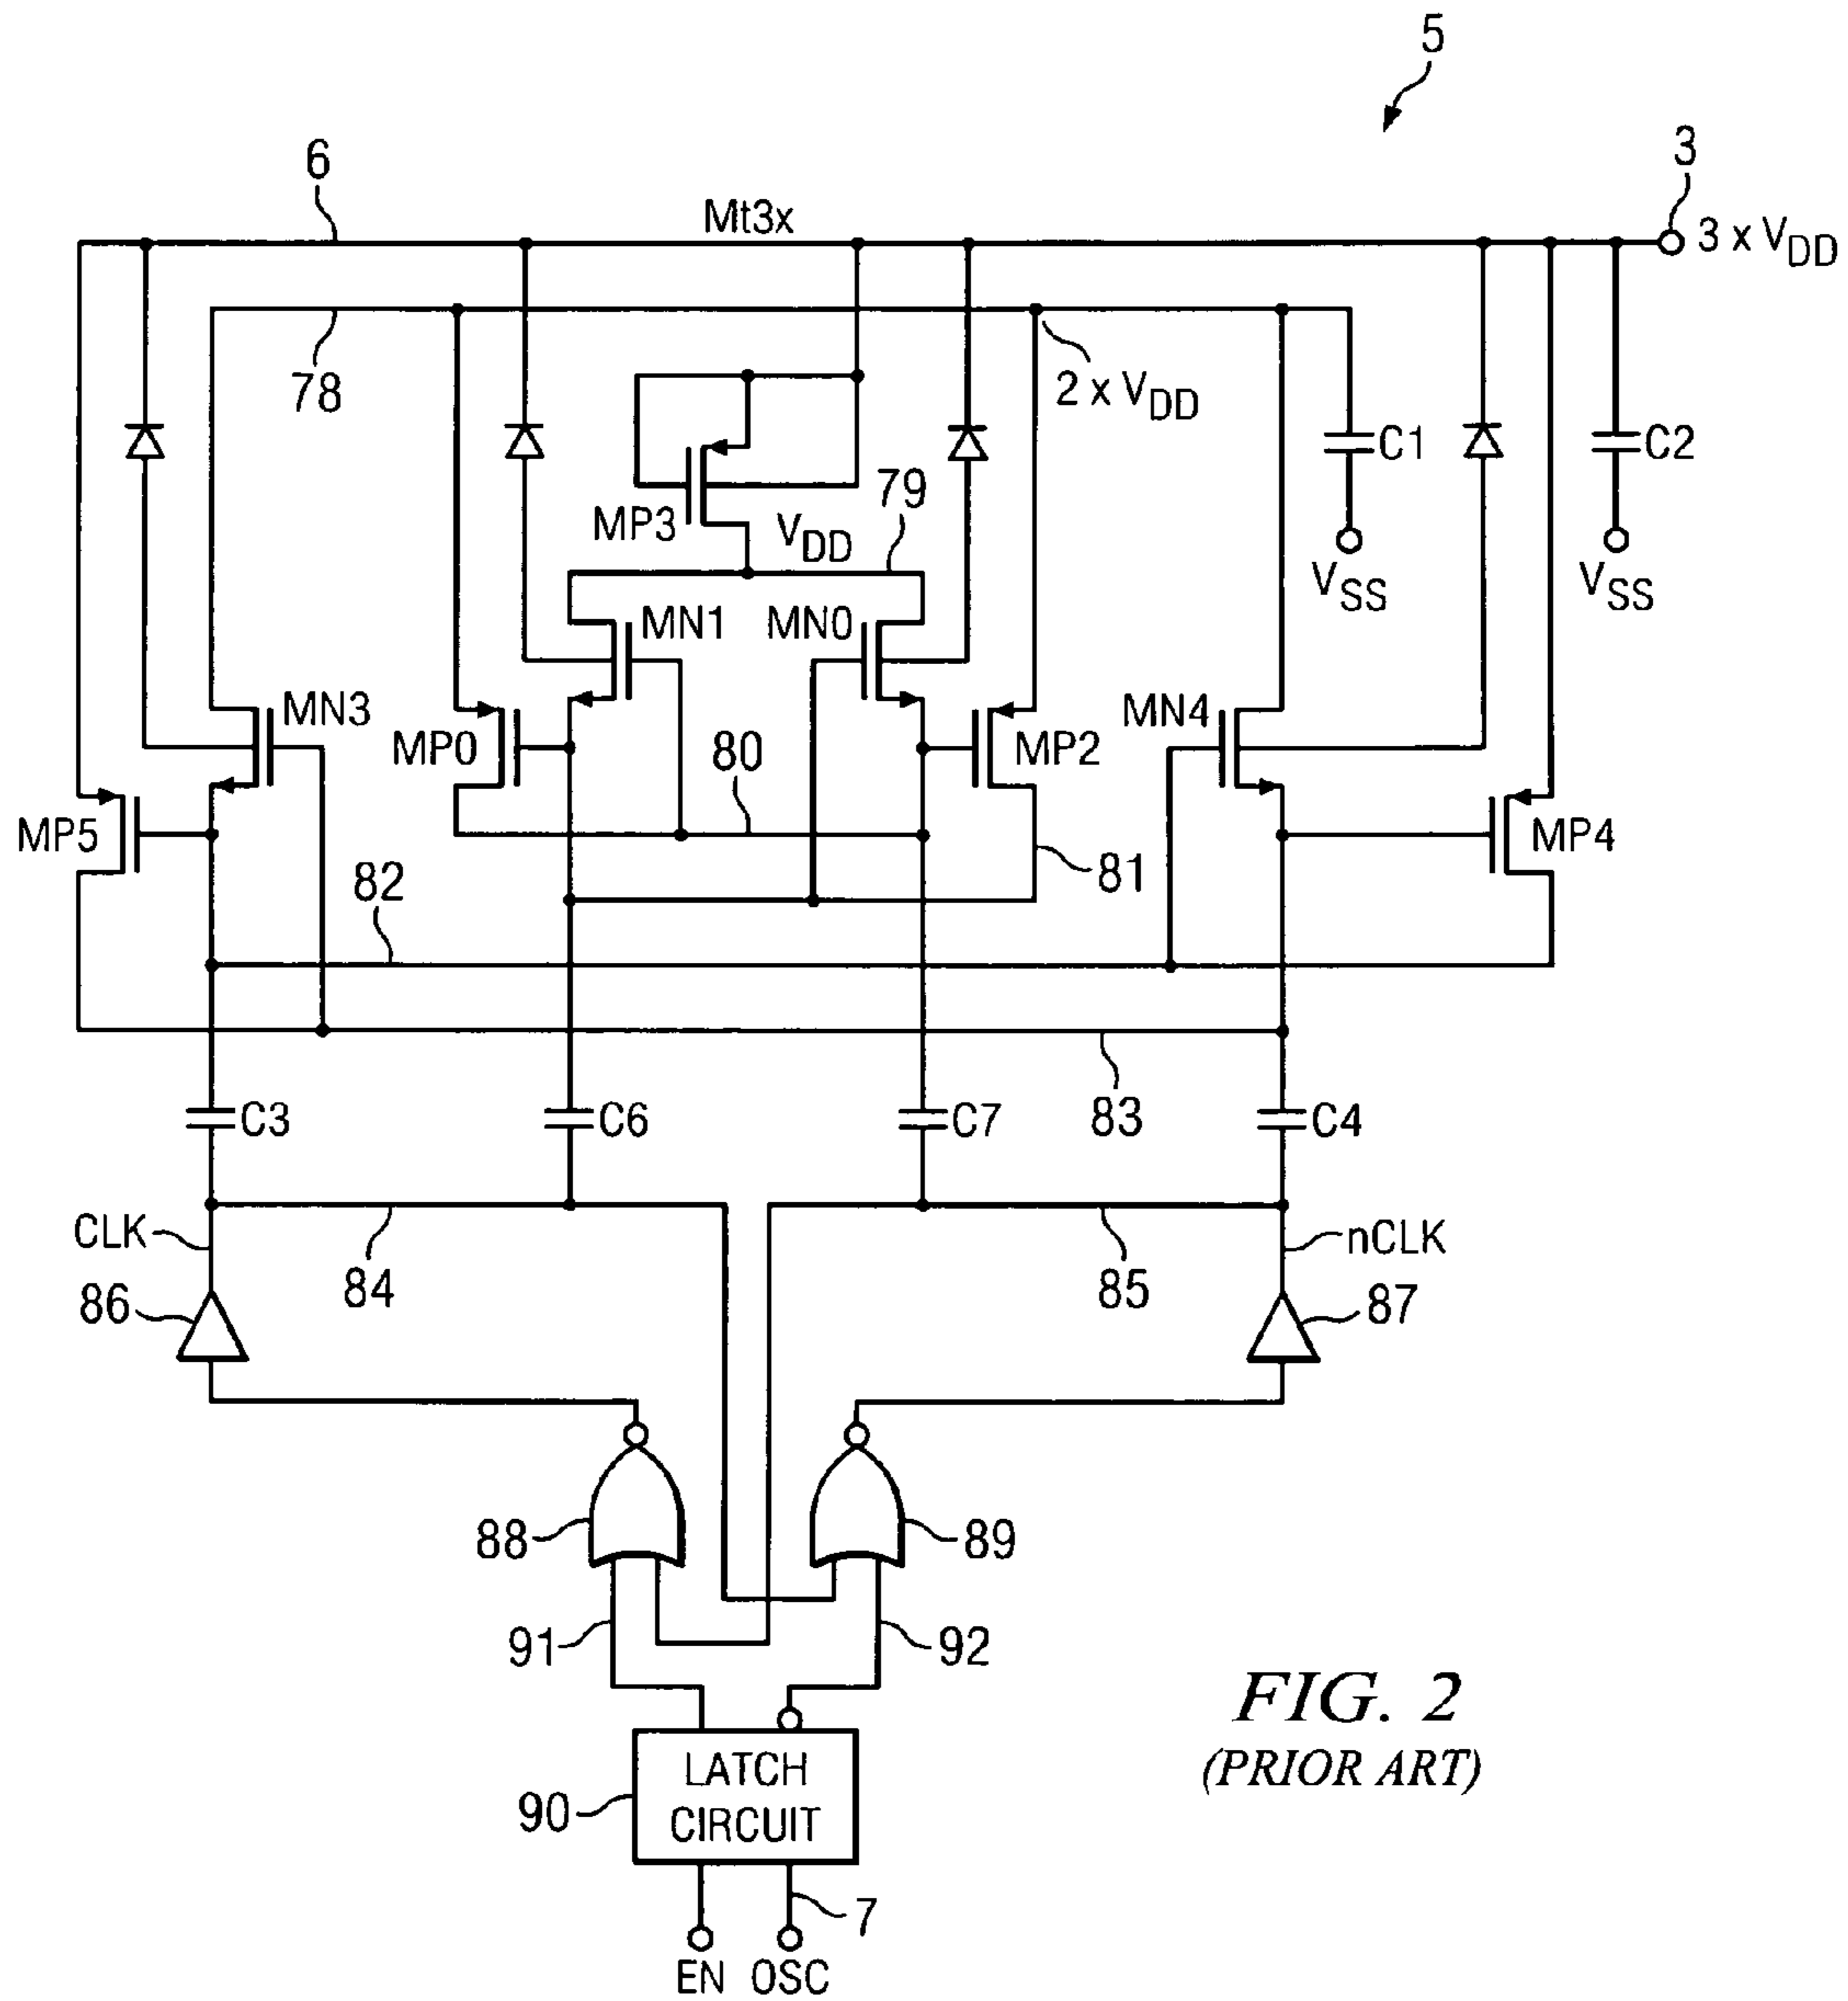 5
6
3
Mt3x
3 x VDD
78
2 x VDD
C1
C2
79
MP3
VDD
VSS
VSS
MN1
MN0
MN3
MN4
MP0
80
MP2
MP5
MP4
81
82
C3
C6
C7
83
C4
CLK
nCLK
84
85
86
87
88
89
91
92
FIG. 2
(PRIOR ART)
LATCH
CIRCUIT
90
7
EN OSC